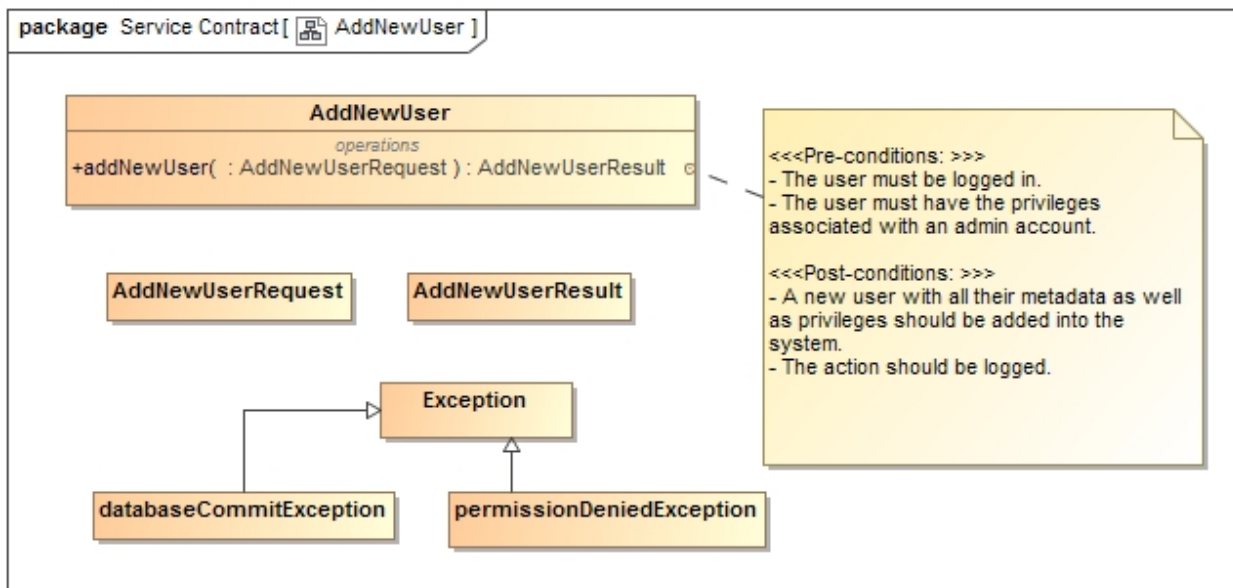 package Service Contract[ AddNewUser ]
AddNewUser
operations
+addNewUser( : AddNewUserRequest ) : AddNewUserResult
<<<Pre-conditions: >>>
- The user must be logged in.
- The user must have the privileges
associated with an admin account.
<<<Post-conditions: >>>
- A new user with all their metadata as well
as privileges should be added into the
system.
- The action should be logged.
AddNewUserRequest
AddNewUserResult
Exception
databaseCommitException
permissionDeniedException